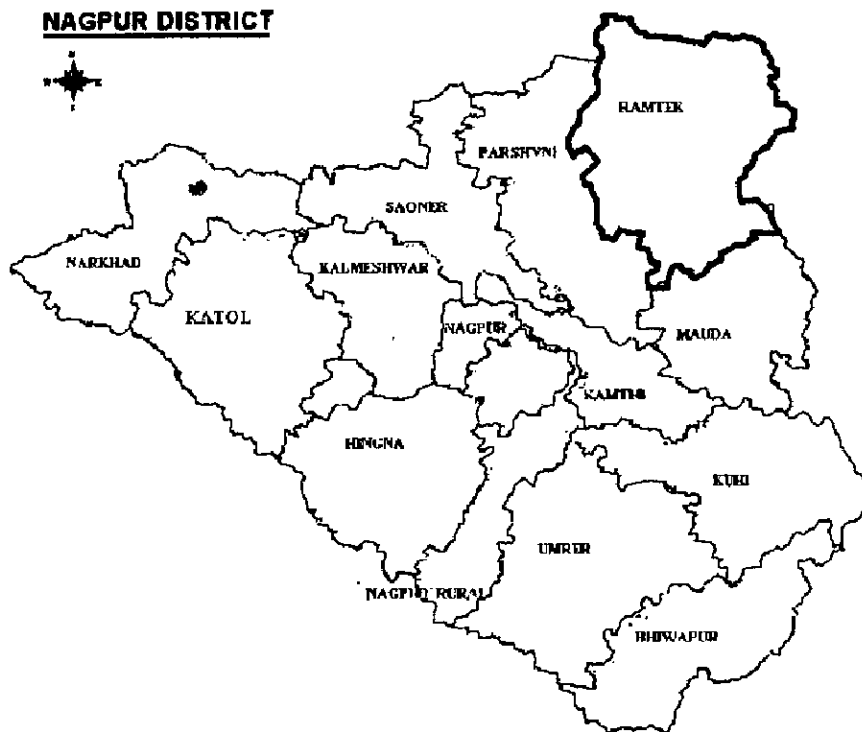 NAGPUR DISTRICT
N
RAMTEK
PARSHVNI
SAONER
NARKHAD
KALMESHWAR
KATOL
NAGPUR
MAUDA
KAMTHI
HINGNA
KUHI
UMRER
NAGPUR RURAL
BHIWAPUR